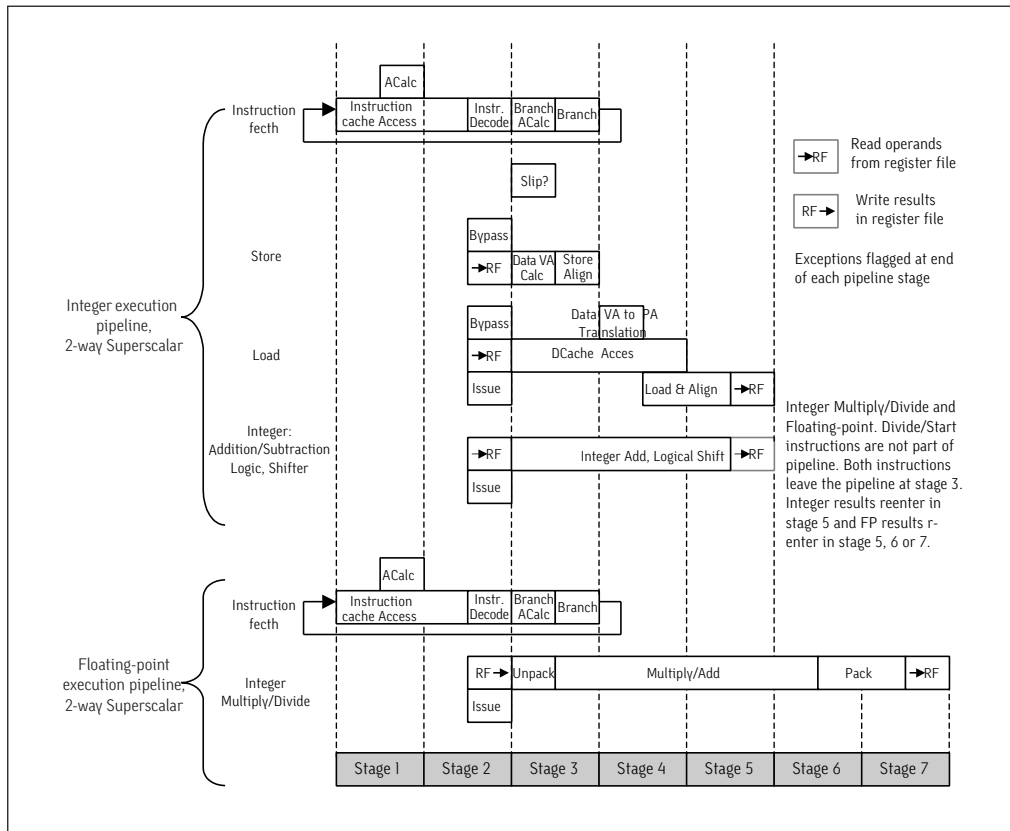 ACalc
Instruction
cache Access
Instr.
Decode
Branch
ACalc
Branch
Instruction
fecth
Slip?
Bypass
Store
→RF
Data VA
Calc
Store
Align
Bypass
Data VA to PA
Translation
Load
→RF
DCache Acces
Issue
Load & Align
→RF
Integer:
Addition/Subtraction
Logic, Shifter
→RF
Integer Add, Logical Shift
→RF
Issue
Integer execution
pipeline,
2-way Superscalar
→RF
Read operands
from register file
RF→
Write results
in register file
Exceptions flagged at end
of each pipeline stage
Integer Multiply/Divide and
Floating-point. Divide/Start
instructions are not part of
pipeline. Both instructions
leave the pipeline at stage 3.
Integer results reenter in
stage 5 and FP results r-
enter in stage 5, 6 or 7.
ACalc
Instruction
cache Access
Instr.
Decode
Branch
ACalc
Branch
Instruction
fecth
Floating-point
execution pipeline,
2-way Superscalar
Integer
Multiply/Divide
RF→
Unpack
Multiply/Add
Pack
→RF
Issue
Stage 1
Stage 2
Stage 3
Stage 4
Stage 5
Stage 6
Stage 7